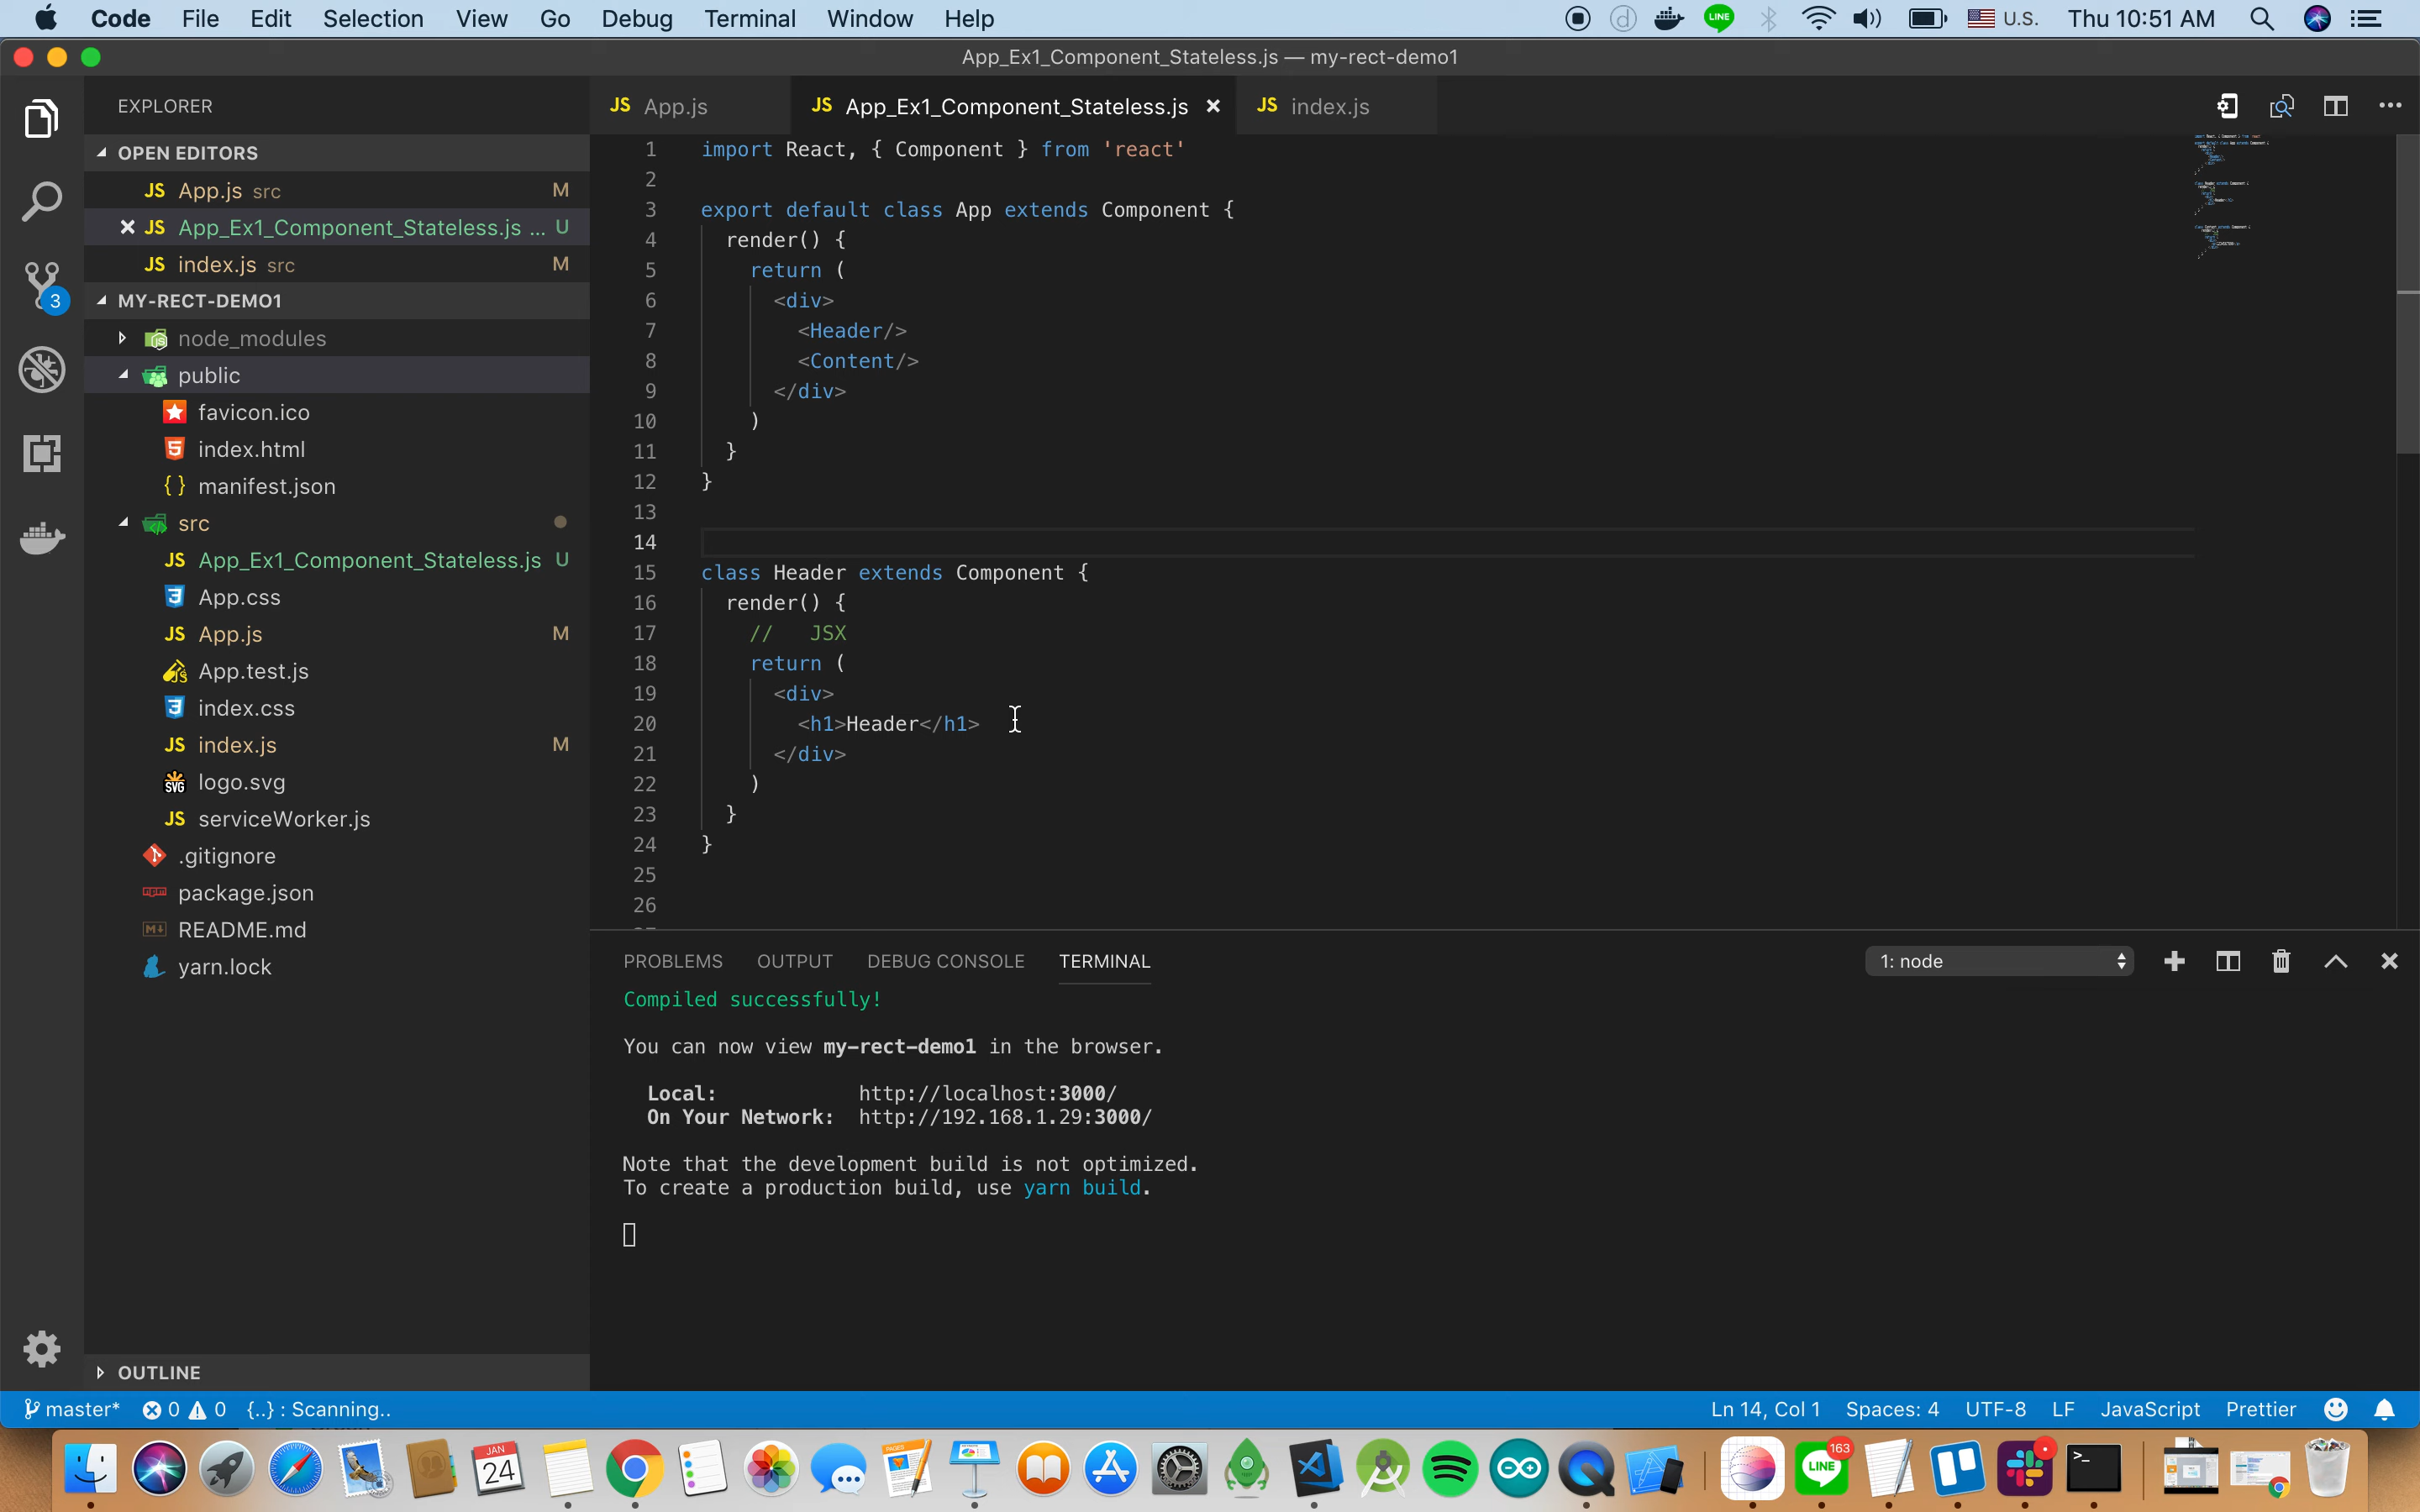 Code File Edit Selection View Go Debug Terminal Window Help
LINE U.S. Thu 10:51 AM
App_Ex1_Component_Stateless.js — my-rect-demo1
EXPLORER
OPEN EDITORS
JS App.js src M
JS App_Ex1_Component_Stateless.js ... U
JS index.js src M
3
MY-RECT-DEMO1
node_modules
public
favicon.ico
index.html
{ } manifest.json
src
JS App_Ex1_Component_Stateless.js U
App.css
JS App.js M
App.test.js
index.css
JS index.js M
logo.svg
JS serviceWorker.js
.gitignore
package.json
README.md
yarn.lock
OUTLINE
JS App.js JS App_Ex1_Component_Stateless.js JS index.js
1 import React, { Component } from 'react'
2
3 export default class App extends Component {
4 render() {
5 return (
6 <div>
7 <Header/>
8 <Content/>
9 </div>
10 )
11 }
12 }
13
14
15 class Header extends Component {
16 render() {
17 // JSX
18 return (
19 <div>
20 <h1>Header</h1>
21 </div>
22 )
23 }
24 }
25
26
PROBLEMS OUTPUT DEBUG CONSOLE TERMINAL 1: node
Compiled successfully!
You can now view my-rect-demo1 in the browser.
Local: http://localhost:3000/
On Your Network: http://192.168.1.29:3000/
Note that the development build is not optimized.
To create a production build, use yarn build.
master* 0 0 {..} : Scanning.. Ln 14, Col 1 Spaces: 4 UTF-8 LF JavaScript Prettier
JAN
24
PAGES
LINE
163